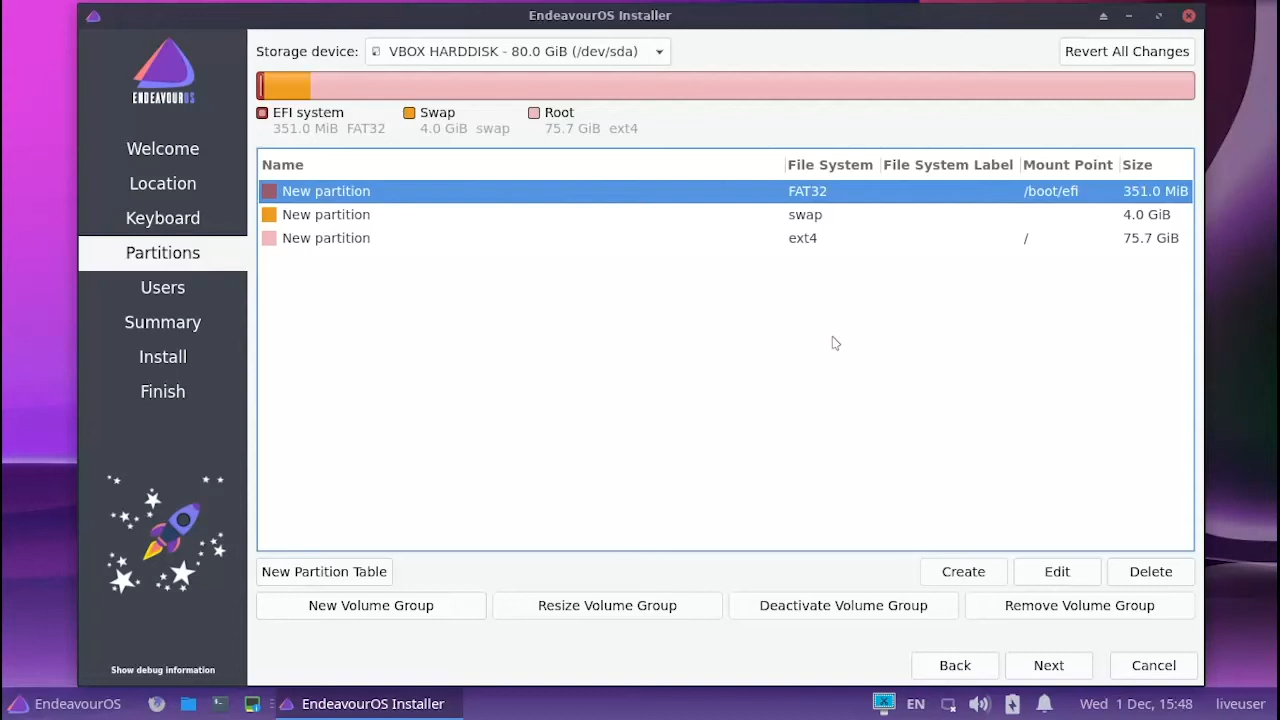 EndeavourOS Installer
ENDEAVOUROS
Welcome
Location
Keyboard
Partitions
Users
Summary
Install
Finish
Show debug information
Storage device: VBOX HARDDISK - 80.0 GiB (/dev/sda) Revert All Changes
EFI system Swap Root
351.0 MiB FAT32 4.0 GiB swap 75.7 GiB ext4
Name File System File System Label Mount Point Size
New partition FAT32 /boot/efi 351.0 MiB
New partition swap 4.0 GiB
New partition ext4 / 75.7 GiB
New Partition Table Create Edit Delete
New Volume Group Resize Volume Group Deactivate Volume Group Remove Volume Group
Back Next Cancel
EndeavourOS EndeavourOS Installer EN Wed 1 Dec, 15:48 liveuser